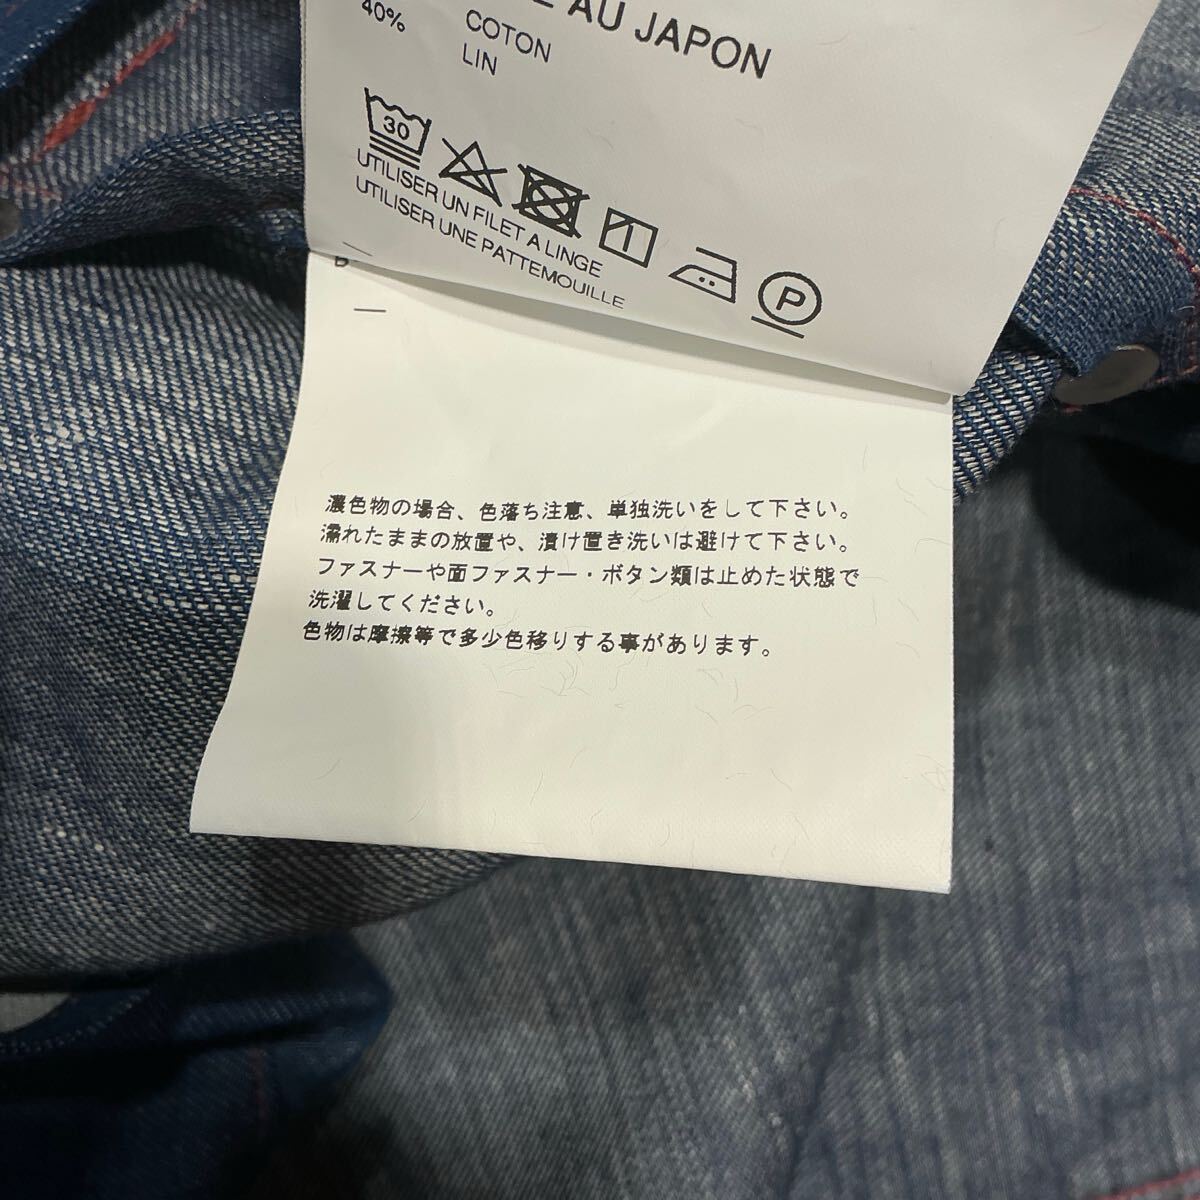 AU JAPON
40% COTON
LIN
30
UTILISER UN FILET A LINGE
UTILISER UNE PATTEMOUILLE
P
濃色物の場合、色落ち注意、単独洗いをして下さい。
濡れたままの放置や、漬け置き洗いは避けて下さい。
ファスナーや面ファスナー・ボタン類は止めた状態で
洗濯してください。
色物は摩擦等で多少色移りする事があります。